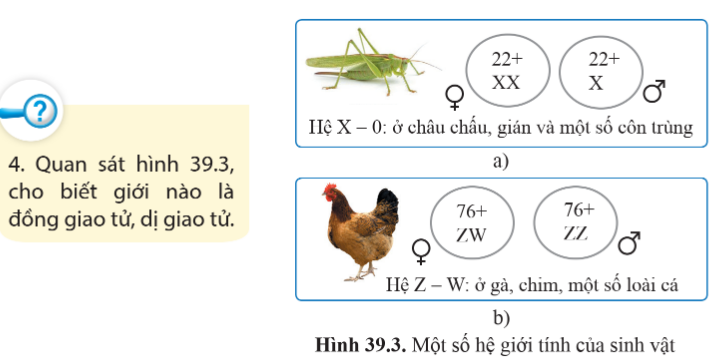 4. Quan sát hình 39.3,
cho biết giới nào là
đồng giao tử, dị giao tử.
22+
XX
22+
X
♀
♂
Hệ X – 0: ở châu chấu, gián và một số côn trùng
a)
76+
ZW
76+
ZZ
♀
♂
Hệ Z – W: ở gà, chim, một số loài cá
b)
Hình 39.3. Một số hệ giới tính của sinh vật